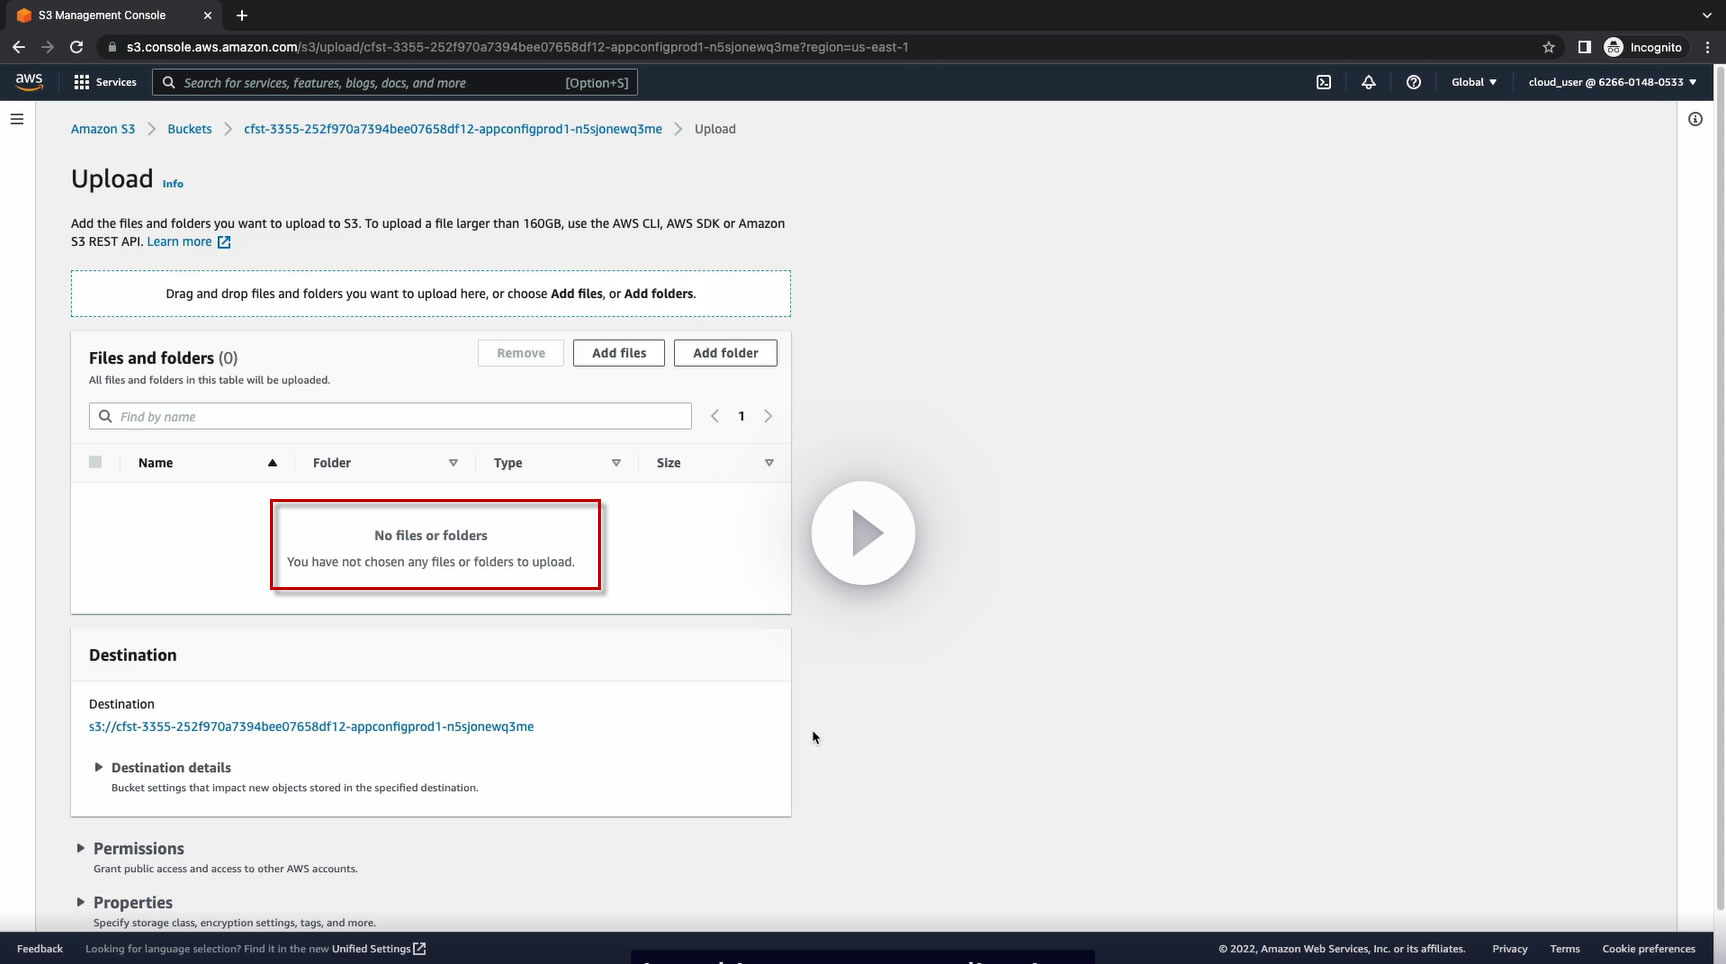 S3 Management Console
s3.console.aws.amazon.com/s3/upload/cfst-3355-252f970a7394bee07658df12-appconfigprod1-n5sjonewq3me?region=us-east-1
Incognito
aws
Services
Search for services, features, blogs, docs, and more
[Option+S]
Global
cloud_user @ 6266-0148-0533
Amazon S3
Buckets
cfst-3355-252f970a7394bee07658df12-appconfigprod1-n5sjonewq3me
Upload
Upload Info
Add the files and folders you want to upload to S3. To upload a file larger than 160GB, use the AWS CLI, AWS SDK or Amazon
S3 REST API. Learn more
Drag and drop files and folders you want to upload here, or choose Add files, or Add folders.
Files and folders (0)
Remove
Add files
Add folder
All files and folders in this table will be uploaded.
Find by name
1
Name
Folder
Type
Size
No files or folders
You have not chosen any files or folders to upload.
Destination
Destination
s3://cfst-3355-252f970a7394bee07658df12-appconfigprod1-n5sjonewq3me
Destination details
Bucket settings that impact new objects stored in the specified destination.
Permissions
Grant public access and access to other AWS accounts.
Properties
Specify storage class, encryption settings, tags, and more.
Feedback
Looking for language selection? Find it in the new Unified Settings
© 2022, Amazon Web Services, Inc. or its affiliates.
Privacy
Terms
Cookie preferences